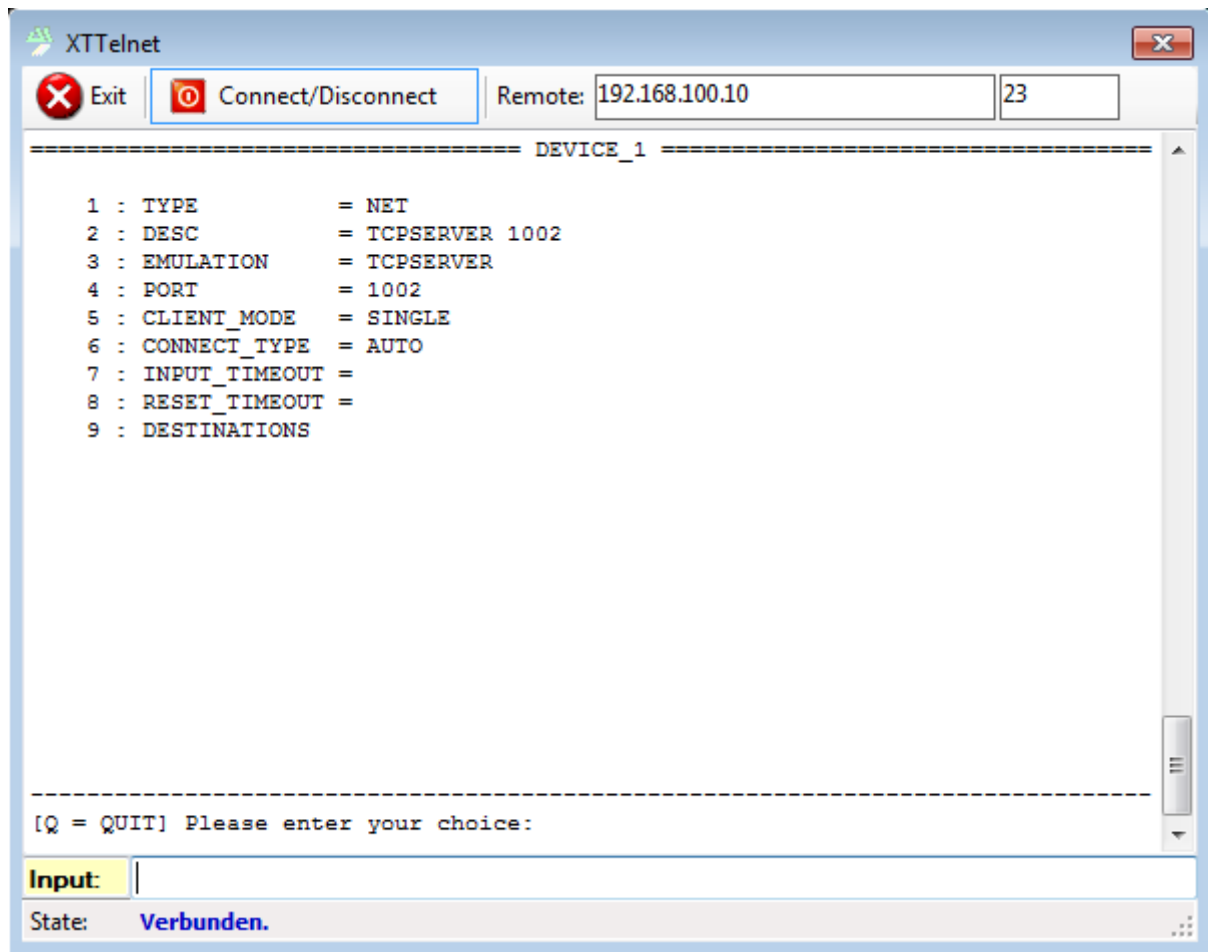 XTTelnet
Exit Connect/Disconnect Remote: 192.168.100.10 23
=================================== DEVICE_1 ===================================
1 : TYPE = NET
2 : DESC = TCPSERVER 1002
3 : EMULATION = TCPSERVER
4 : PORT = 1002
5 : CLIENT_MODE = SINGLE
6 : CONNECT_TYPE = AUTO
7 : INPUT_TIMEOUT =
8 : RESET_TIMEOUT =
9 : DESTINATIONS
--------------------------------------------------------------------------------
[Q = QUIT] Please enter your choice:
Input:
State: Verbunden.